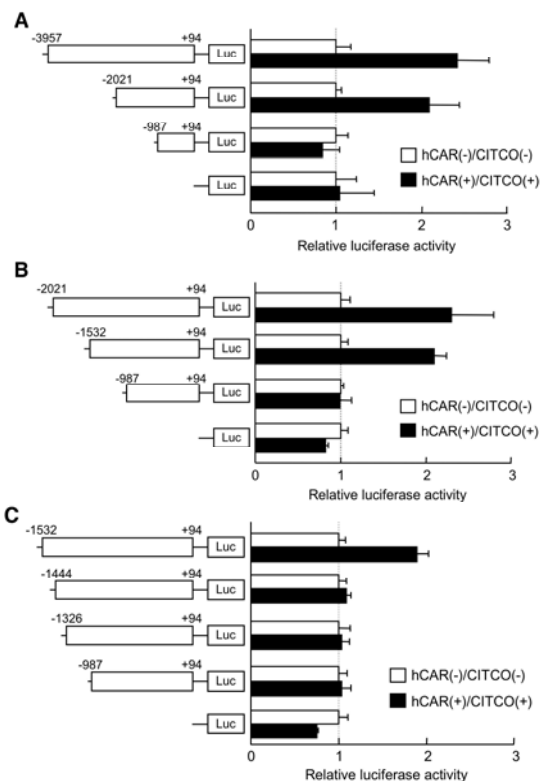 A
-3957 +94
Luc
-2021 +94
Luc
-987 +94
Luc
Luc
hCAR(-)/CITCO(-)
hCAR(+)/CITCO(+)
0 1 2 3
Relative luciferase activity
B
-2021 +94
Luc
-1532 +94
Luc
-987 +94
Luc
Luc
hCAR(-)/CITCO(-)
hCAR(+)/CITCO(+)
0 1 2 3
Relative luciferase activity
C
-1532 +94
Luc
-1444 +94
Luc
-1326 +94
Luc
-987 +94
Luc
Luc
hCAR(-)/CITCO(-)
hCAR(+)/CITCO(+)
0 1 2 3
Relative luciferase activity